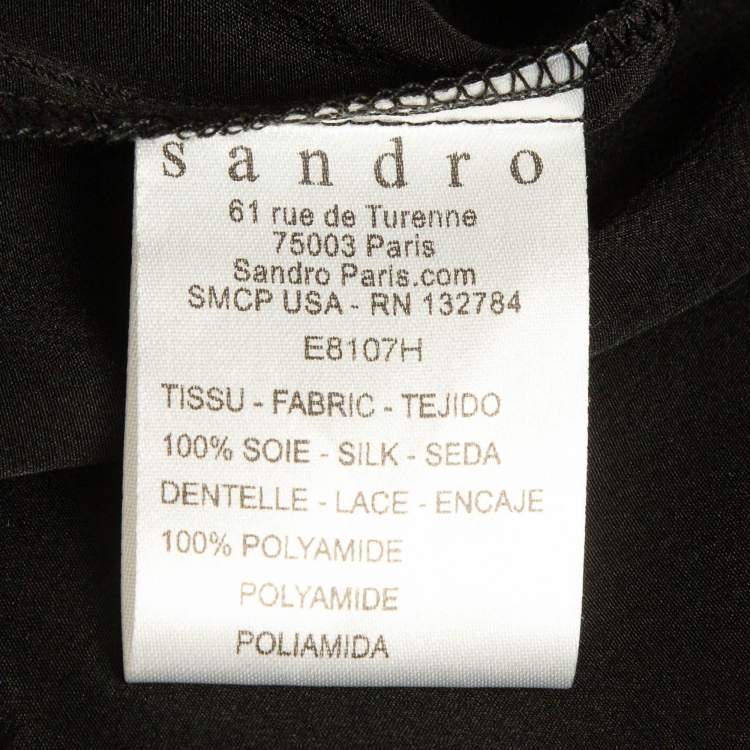 sandro
61 rue de Turenne
75003 Paris
Sandro Paris.com
SMCP USA - RN 132784
E8107H
TISSU - FABRIC - TEJIDO
100% SOIE - SILK - SEDA
DENTELLE - LACE - ENCAJE
100% POLYAMIDE
POLYAMIDE
POLIAMIDA